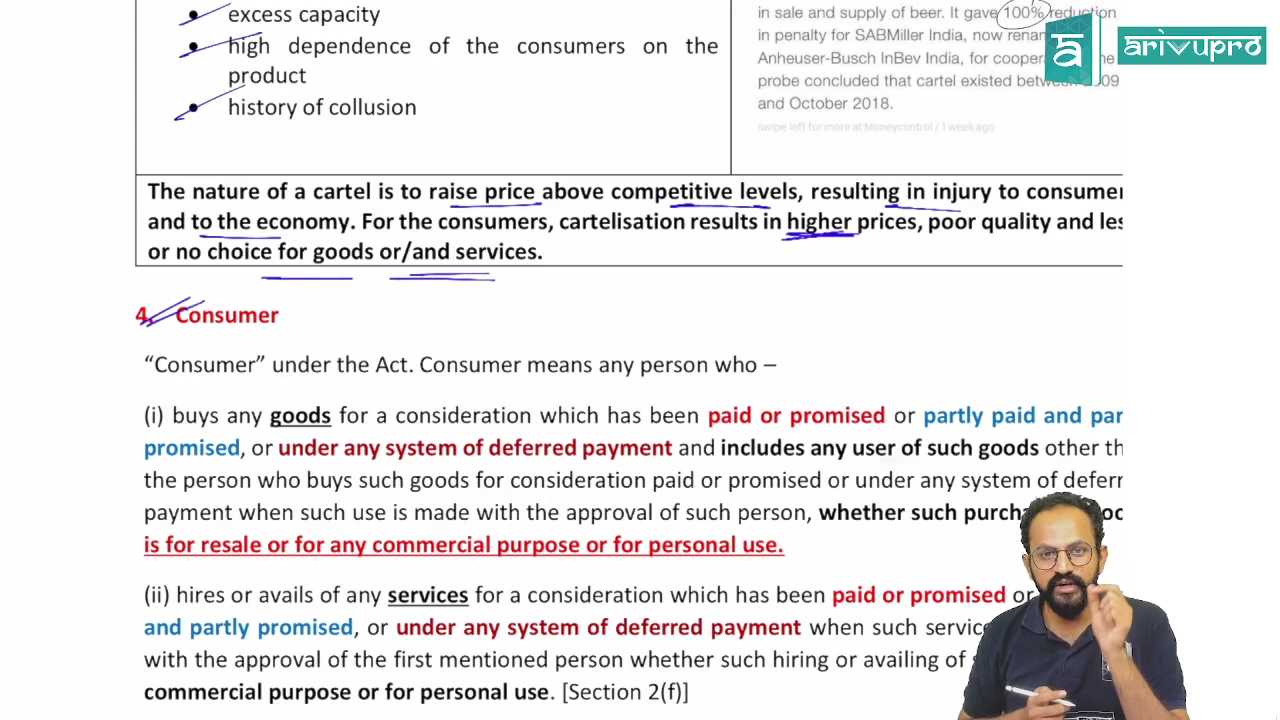 excess capacity
high dependence of the consumers on the
product
history of collusion
in sale and supply of beer. It gave 100% reduction
in penalty for SABMiller India, now
Anheuser-Busch InBev India, for
probe concluded that cartel existed
and October 2018.
swipe left for more at Moneycontrol / 1 week ago
arivupro
The nature of a cartel is to raise price above competitive levels, resulting in injury to
and to the economy. For the consumers, cartelisation results in higher prices, poor quality and
or no choice for goods or/and services.
4. Consumer
“Consumer” under the Act. Consumer means any person who –
(i) buys any goods for a consideration which has been paid or promised or partly paid and
promised, or under any system of deferred payment and includes any user of such goods other
the person who buys such goods for consideration paid or promised or under any system of
payment when such use is made with the approval of such person, whether such
is for resale or for any commercial purpose or for personal use.
(ii) hires or avails of any services for a consideration which has been paid or promised or
and partly promised, or under any system of deferred payment when such
with the approval of the first mentioned person whether such hiring or availing of
commercial purpose or for personal use. [Section 2(f)]